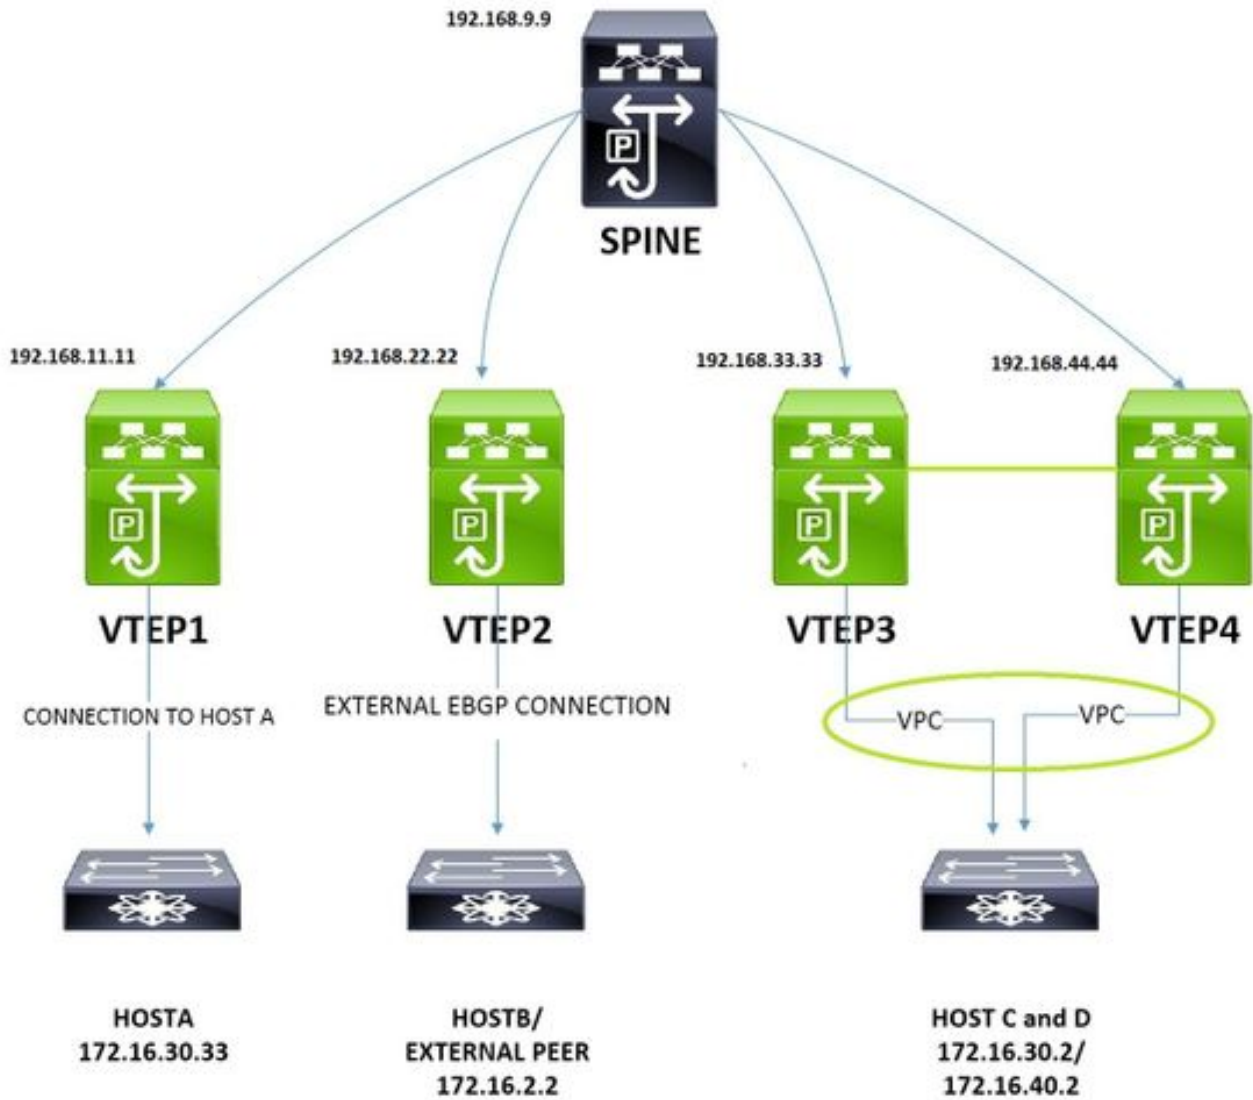 192.168.9.9
P
SPINE
192.168.11.11
192.168.22.22
192.168.33.33
192.168.44.44
P
P
P
P
VTEP1
VTEP2
VTEP3
VTEP4
CONNECTION TO HOST A
EXTERNAL EBGP CONNECTION
VPC
VPC
HOSTA
172.16.30.33
HOSTB/
EXTERNAL PEER
172.16.2.2
HOST C and D
172.16.30.2/
172.16.40.2